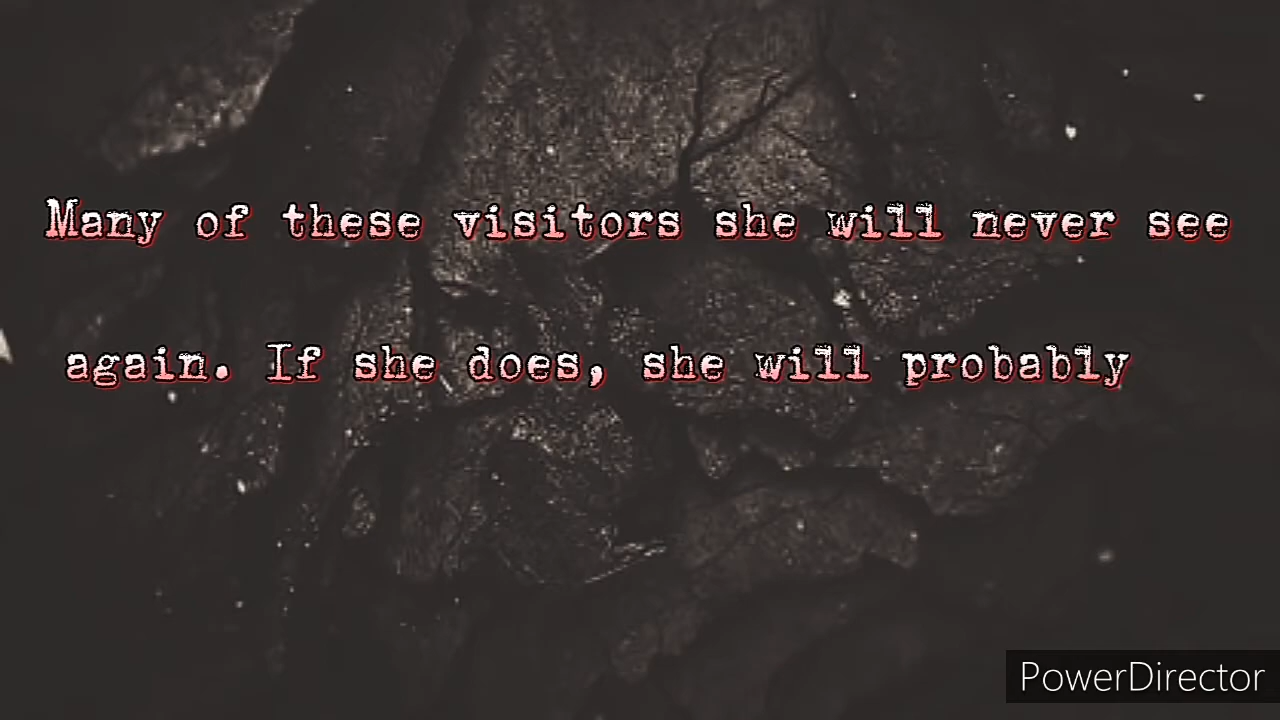 Many of these visitors she will never see
again. If she does, she will probably
PowerDirector